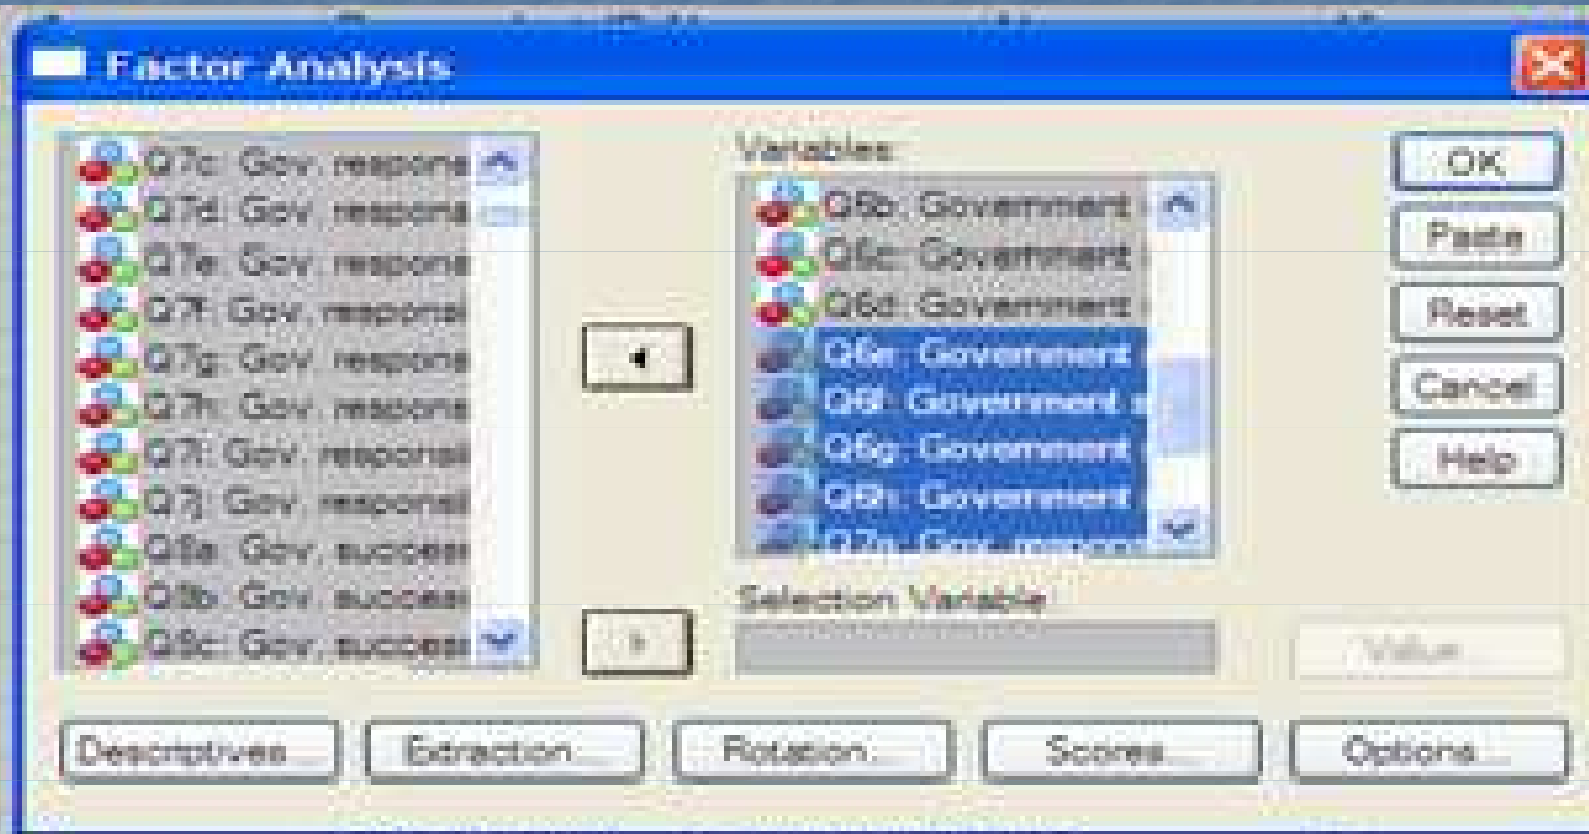 Factor Analysis
Q7c: Gov. respons
Q7d: Gov. respons
Q7e: Gov. respons
Q7f: Gov. responsi
Q7g: Gov. respons
Q7h: Gov. respons
Q7i: Gov. responsi
Q7j: Gov. responsi
Q8a: Gov. success
Q8b: Gov. success
Q8c: Gov. success
Variables:
Q6b: Government
Q6c: Government
Q6d: Government
Q6e: Government
Q6f: Government
Q6g: Government
Q6h: Government
Q7a: Gov.
Selection Variable:
OK
Paste
Reset
Cancel
Help
Value...
Descriptives...
Extraction...
Rotation...
Scores...
Options...